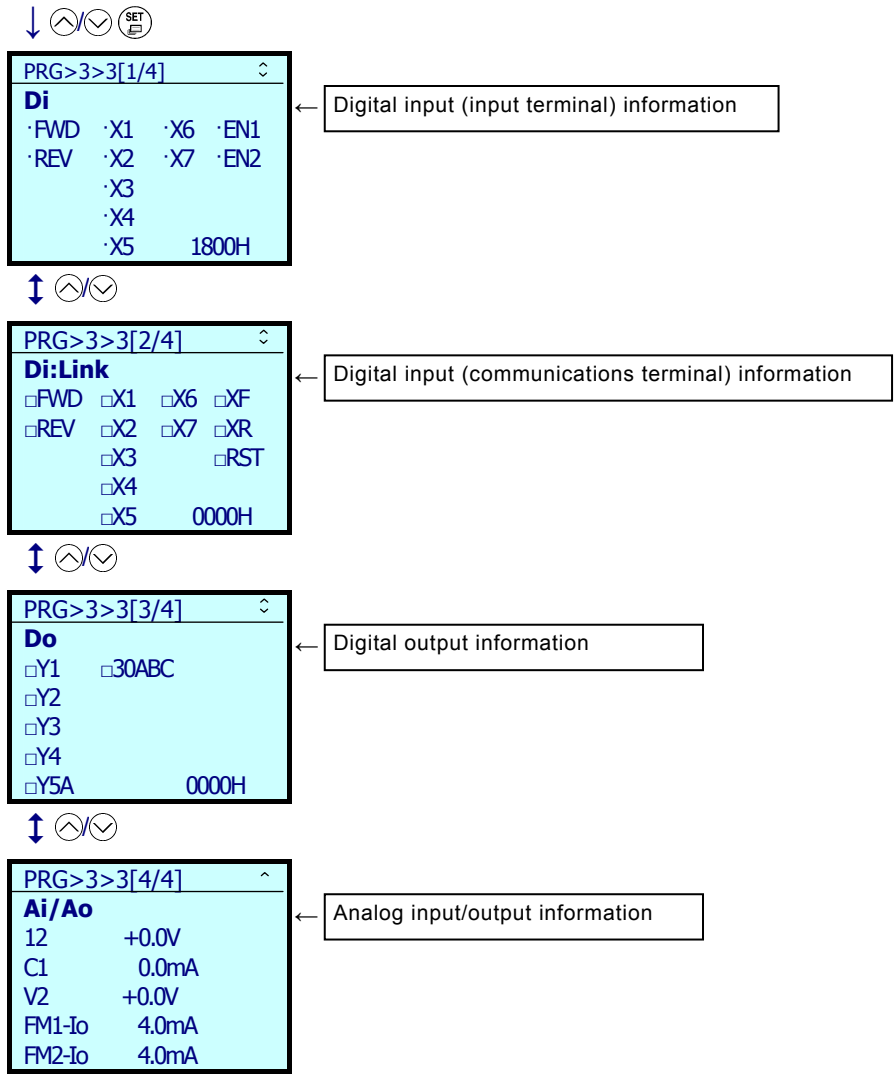 ↓ / SET
PRG>3>3[1/4]
Di
·FWD ·X1 ·X6 ·EN1
·REV ·X2 ·X7 ·EN2
·X3
·X4
·X5 1800H
← Digital input (input terminal) information
↕ /
PRG>3>3[2/4]
Di:Link
□FWD □X1 □X6 □XF
□REV □X2 □X7 □XR
□X3 □RST
□X4
□X5 0000H
← Digital input (communications terminal) information
↕ /
PRG>3>3[3/4]
Do
□Y1 □30ABC
□Y2
□Y3
□Y4
□Y5A 0000H
← Digital output information
↕ /
PRG>3>3[4/4]
Ai/Ao
12 +0.0V
C1 0.0mA
V2 +0.0V
FM1-Io 4.0mA
FM2-Io 4.0mA
← Analog input/output information